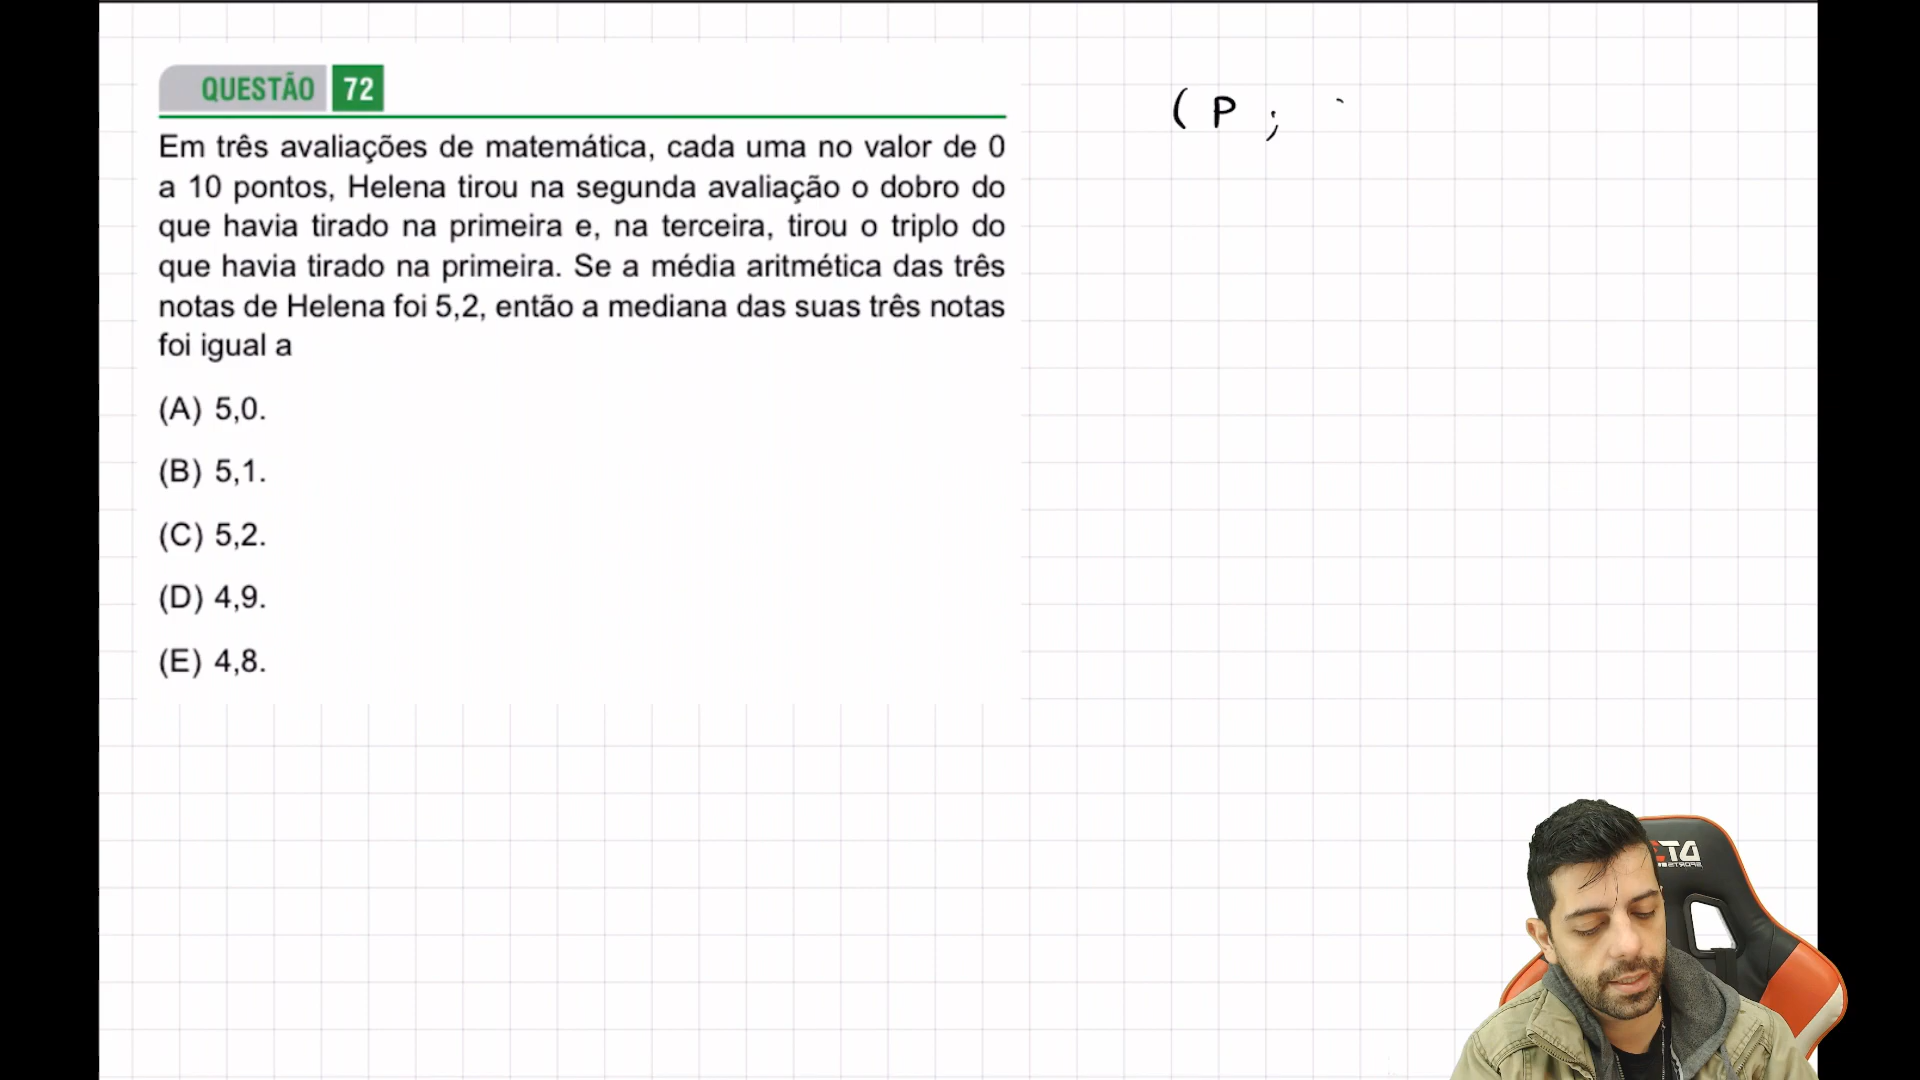 QUESTÃO 72
( P ;
Em três avaliações de matemática, cada uma no valor de 0
a 10 pontos, Helena tirou na segunda avaliação o dobro do
que havia tirado na primeira e, na terceira, tirou o triplo do
que havia tirado na primeira. Se a média aritmética das três
notas de Helena foi 5,2, então a mediana das suas três notas
foi igual a
(A) 5,0.
(B) 5,1.
(C) 5,2.
(D) 4,9.
(E) 4,8.